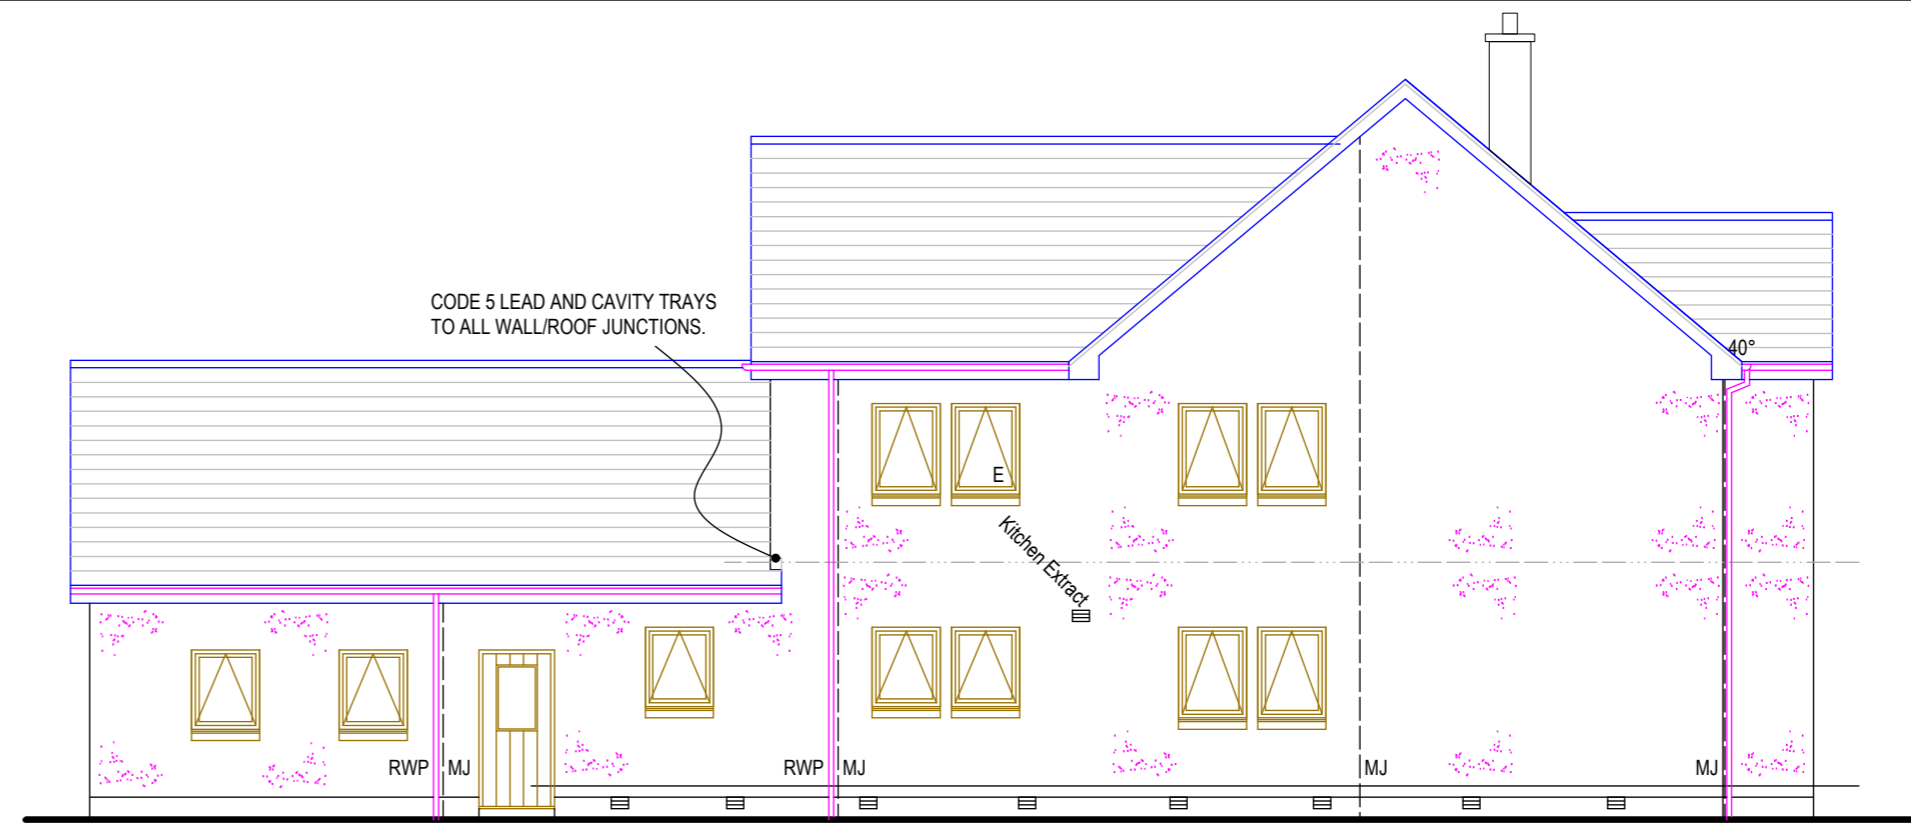 CODE 5 LEAD AND CAVITY TRAYS
TO ALL WALL/ROOF JUNCTIONS.
40°
E
Kitchen Extract
RWP MJ
RWP MJ
MJ
MJ